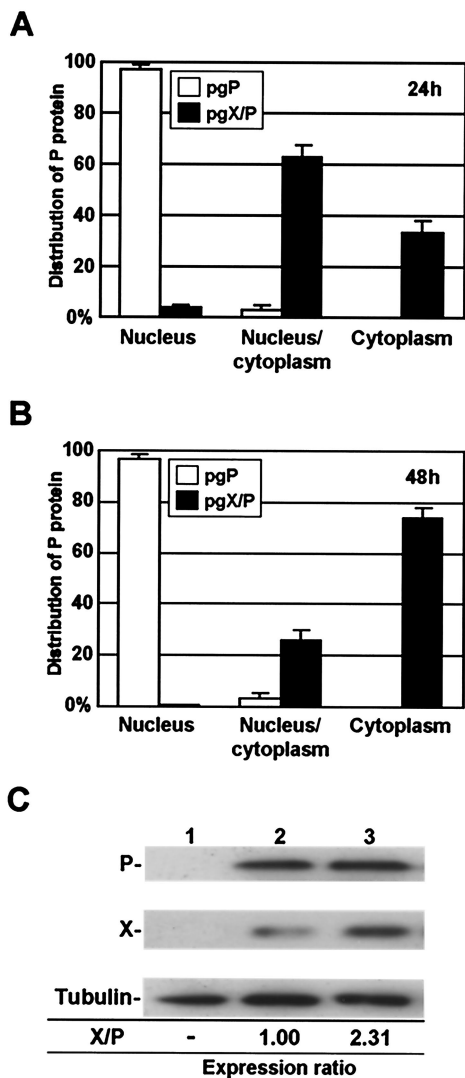 A
Distribution of P protein
100
80
60
40
20
0%
pgP
pgX/P
24h
Nucleus
Nucleus/
cytoplasm
Cytoplasm
B
Distribution of P protein
100
80
60
40
20
0%
pgP
pgX/P
48h
Nucleus
Nucleus/
cytoplasm
Cytoplasm
C
1 2 3
P-
X-
Tubulin-
X/P - 1.00 2.31
Expression ratio